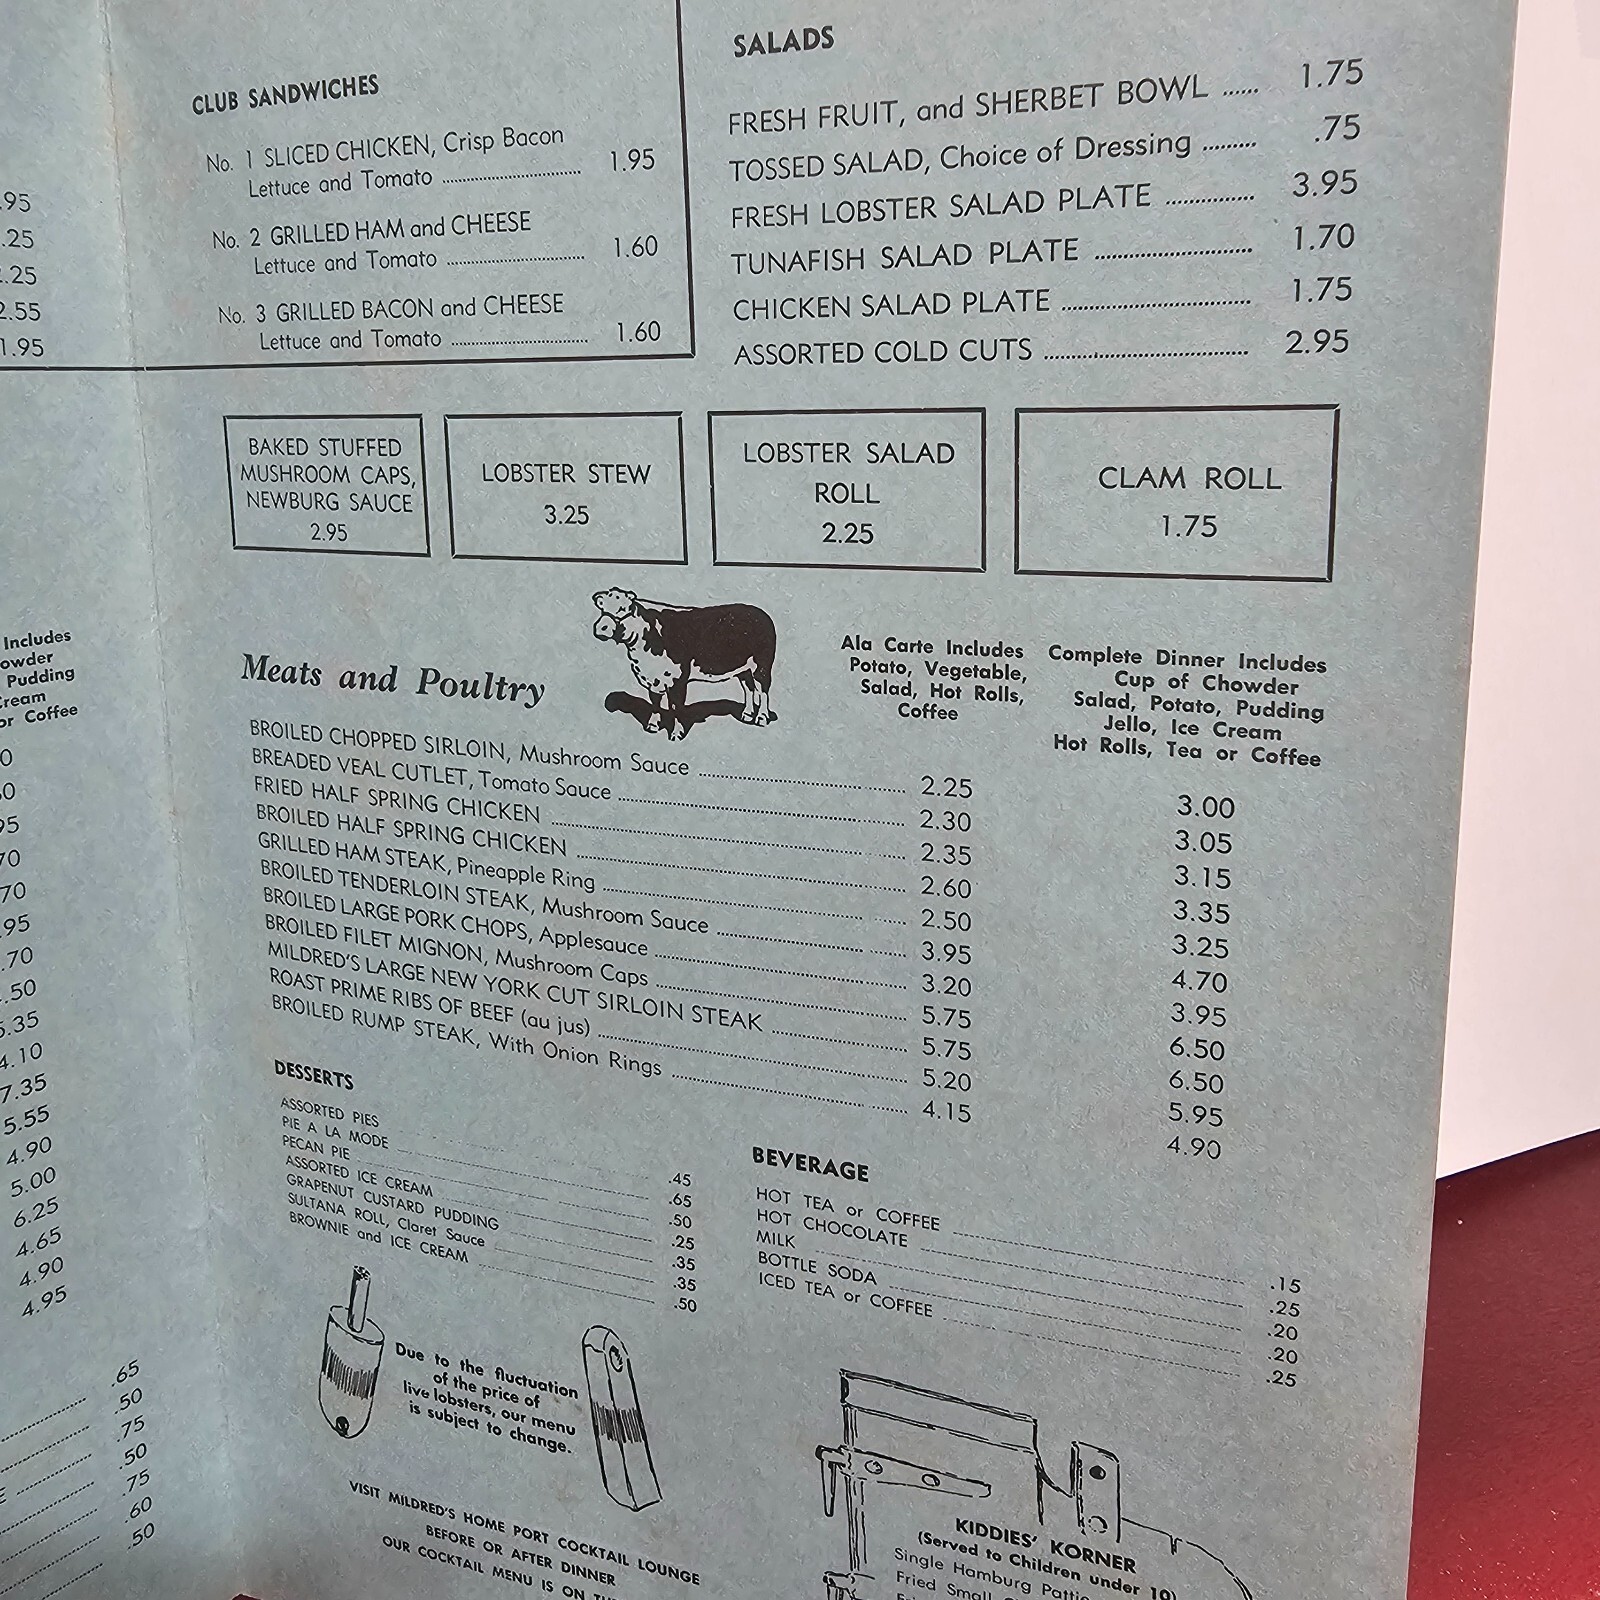 CLUB SANDWICHES
No. 1 SLICED CHICKEN, Crisp Bacon
Lettuce and Tomato 1.95
No. 2 GRILLED HAM and CHEESE
Lettuce and Tomato 1.60
No. 3 GRILLED BACON and CHEESE
Lettuce and Tomato 1.60
.95
.25
.25
2.55
1.95
SALADS
FRESH FRUIT, and SHERBET BOWL 1.75
TOSSED SALAD, Choice of Dressing .75
FRESH LOBSTER SALAD PLATE 3.95
TUNAFISH SALAD PLATE 1.70
CHICKEN SALAD PLATE 1.75
ASSORTED COLD CUTS 2.95
BAKED STUFFED
MUSHROOM CAPS,
NEWBURG SAUCE
2.95
LOBSTER STEW
3.25
LOBSTER SALAD
ROLL
2.25
CLAM ROLL
1.75
Includes
owder
Pudding
ream
or Coffee
0
.0
95
70
70
.95
.70
.50
5.35
4.10
7.35
5.55
4.90
5.00
6.25
4.65
4.90
4.95
.65
.50
.75
.50
.75
.60
.50
Meats and Poultry
Ala Carte Includes
Potato, Vegetable,
Salad, Hot Rolls,
Coffee
Complete Dinner Includes
Cup of Chowder
Salad, Potato, Pudding
Jello, Ice Cream
Hot Rolls, Tea or Coffee
BROILED CHOPPED SIRLOIN, Mushroom Sauce 2.25 3.00
BREADED VEAL CUTLET, Tomato Sauce 2.30 3.05
FRIED HALF SPRING CHICKEN 2.35 3.15
BROILED HALF SPRING CHICKEN 2.60 3.35
GRILLED HAM STEAK, Pineapple Ring 2.50 3.25
BROILED TENDERLOIN STEAK, Mushroom Sauce 3.95 4.70
BROILED LARGE PORK CHOPS, Applesauce 3.20 3.95
BROILED FILET MIGNON, Mushroom Caps 5.75 6.50
MILDRED'S LARGE NEW YORK CUT SIRLOIN STEAK 5.75 6.50
ROAST PRIME RIBS OF BEEF (au jus) 5.20 5.95
BROILED RUMP STEAK, With Onion Rings 4.15 4.90
DESSERTS
ASSORTED PIES .45
PIE A LA MODE .65
PECAN PIE .50
ASSORTED ICE CREAM .25
GRAPENUT CUSTARD PUDDING .35
SULTANA ROLL, Claret Sauce .35
BROWNIE and ICE CREAM .50
BEVERAGE
HOT TEA or COFFEE .15
HOT CHOCOLATE .25
MILK .20
BOTTLE SODA .20
ICED TEA or COFFEE .25
Due to the fluctuation
of the price of
live lobsters, our menu
is subject to change.
VISIT MILDRED'S HOME PORT COCKTAIL LOUNGE
BEFORE OR AFTER DINNER
OUR COCKTAIL MENU IS ON
KIDDIES' KORNER
(Served to Children under 10)
Single Hamburg Pattie
Fried Small